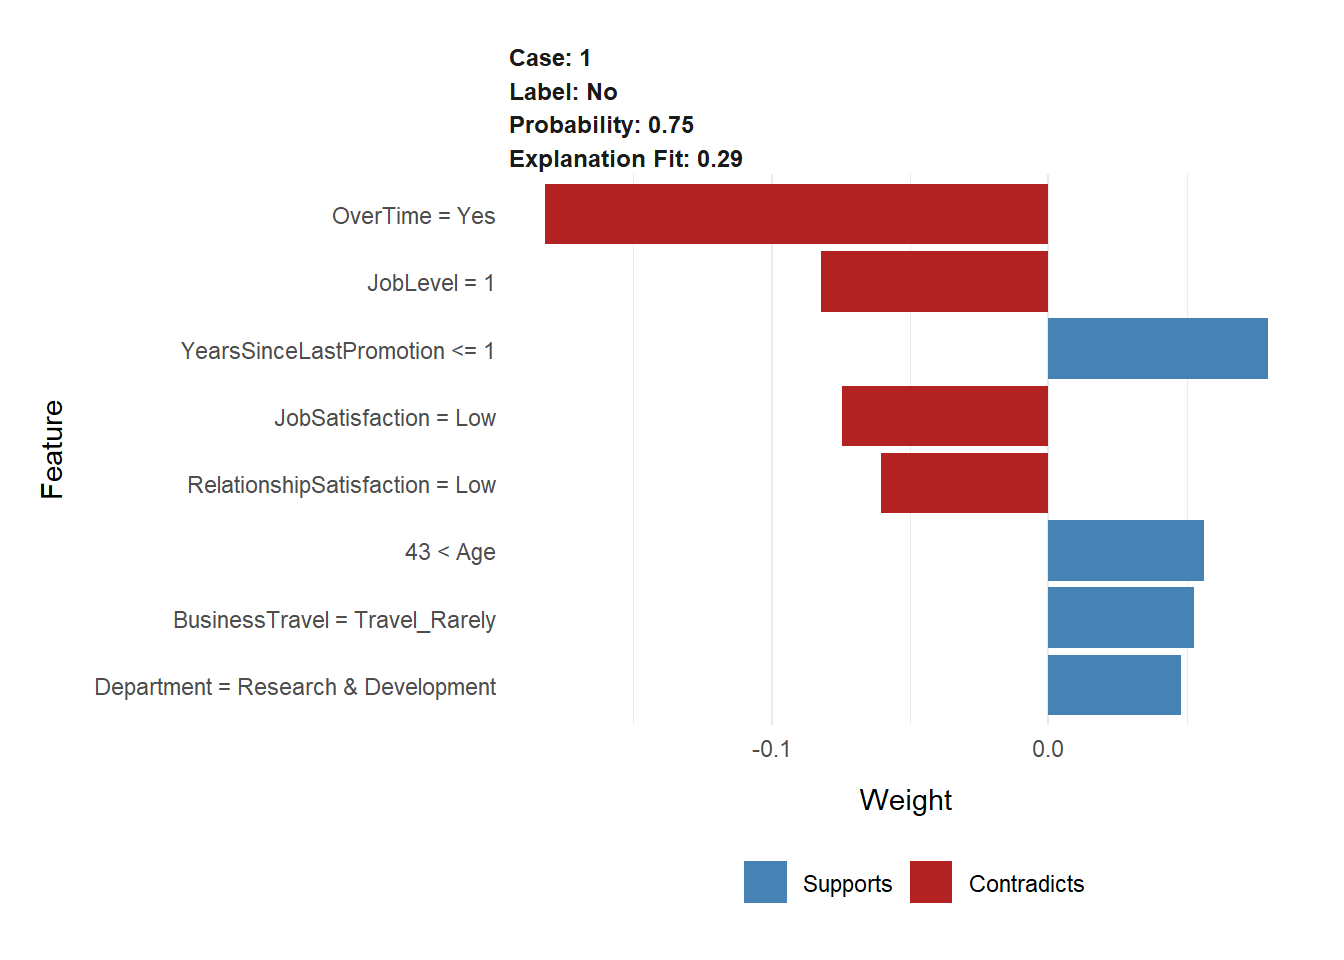 Case: 1
Label: No
Probability: 0.75
Explanation Fit: 0.29
OverTime = Yes
JobLevel = 1
YearsSinceLastPromotion <= 1
JobSatisfaction = Low
RelationshipSatisfaction = Low
43 < Age
BusinessTravel = Travel_Rarely
Department = Research & Development
Feature
-0.1 0.0
Weight
Supports Contradicts